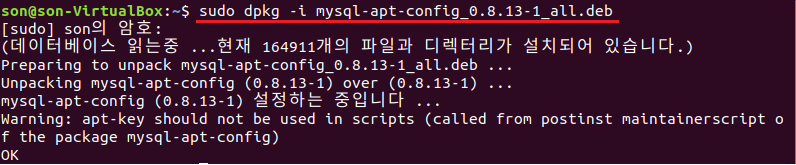 son@son-VirtualBox:~$ sudo dpkg -i mysql-apt-config_0.8.13-1_all.deb
[sudo] son의 암호:
(데이터베이스 읽는중 ...현재 164911개의 파일과 디렉터리가 설치되어 있습니다.)
Preparing to unpack mysql-apt-config_0.8.13-1_all.deb ...
Unpacking mysql-apt-config (0.8.13-1) over (0.8.13-1) ...
mysql-apt-config (0.8.13-1) 설정하는 중입니다 ...
Warning: apt-key should not be used in scripts (called from postinst maintainerscript o
f the package mysql-apt-config)
OK